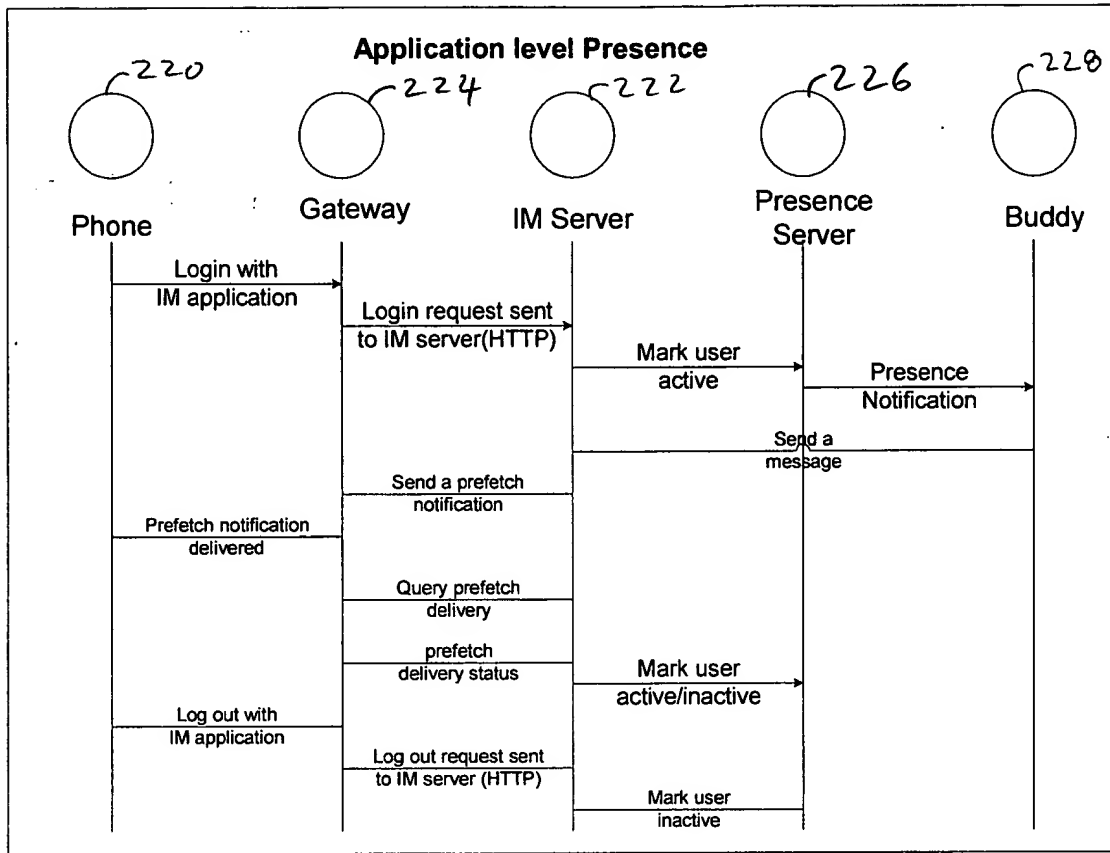 Application level Presence
220
224
222
226
228
Phone
Gateway
IM Server
Presence
Server
Buddy
Login with
IM application
Login request sent
to IM server(HTTP)
Mark user
active
Presence
Notification
Send a
message
Send a prefetch
notification
Prefetch notification
delivered
Query prefetch
delivery
prefetch
delivery status
Mark user
active/inactive
Log out with
IM application
Log out request sent
to IM server (HTTP)
Mark user
inactive